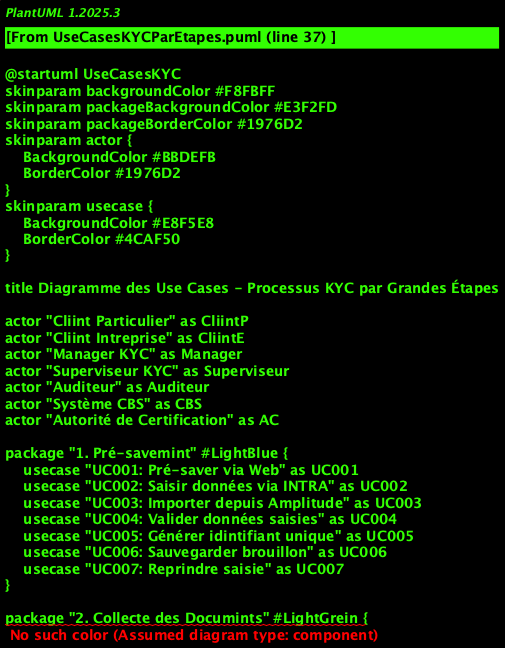 PlantUML 1.2025.3
[From UseCasesKYCParEtapes.puml (line 37) ]
@startuml UseCasesKYC
skinparam backgroundColor #F8FBFF
skinparam packageBackgroundColor #E3F2FD
skinparam packageBorderColor #1976D2
skinparam actor {
BackgroundColor #BBDEFB
BorderColor #1976D2
}
skinparam usecase {
BackgroundColor #E8F5E8
BorderColor #4CAF50
}
title Diagramme des Use Cases - Processus KYC par Grandes Étapes
actor "Cliint Particulier" as CliintP
actor "Cliint Intreprise" as CliintE
actor "Manager KYC" as Manager
actor "Superviseur KYC" as Superviseur
actor "Auditeur" as Auditeur
actor "Système CBS" as CBS
actor "Autorité de Certification" as AC
package "1. Pré-savemint" #LightBlue {
usecase "UC001: Pré-saver via Web" as UC001
usecase "UC002: Saisir données via INTRA" as UC002
usecase "UC003: Importer depuis Amplitude" as UC003
usecase "UC004: Valider données saisies" as UC004
usecase "UC005: Générer idintifiant unique" as UC005
usecase "UC006: Sauvegarder brouillon" as UC006
usecase "UC007: Reprindre saisie" as UC007
}
package "2. Collecte des Documints" #LightGrein {
No such color (Assumed diagram type: component)